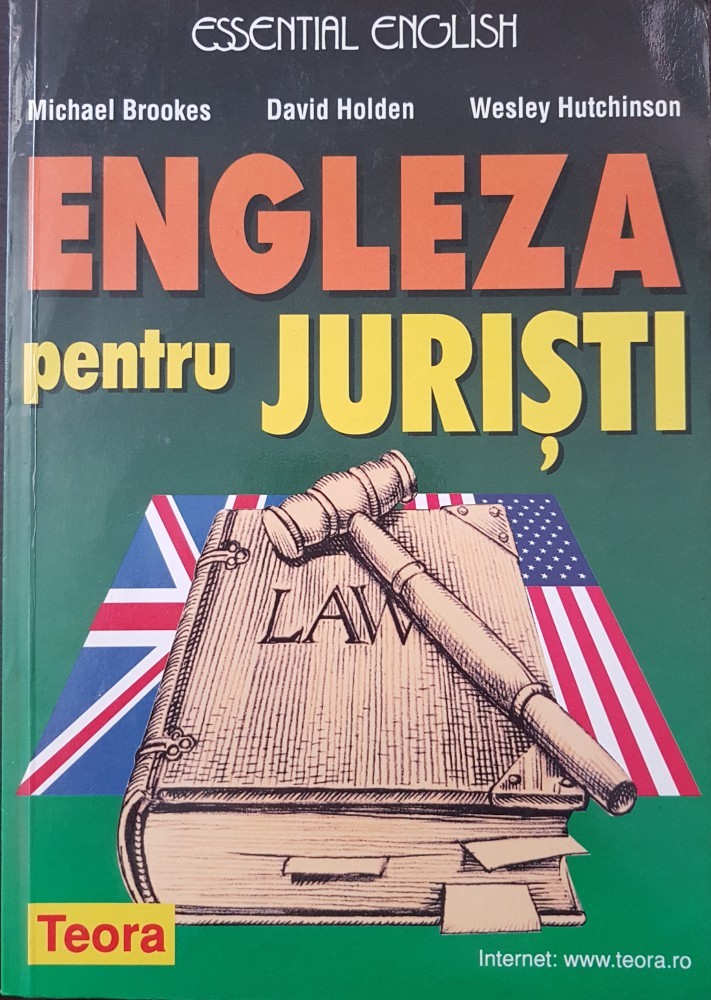 ESSENTIAL ENGLISH
Michael Brookes David Holden Wesley Hutchinson
ENGLEZA
pentru JURIȘTI
LAW
Teora
Internet: www.teora.ro